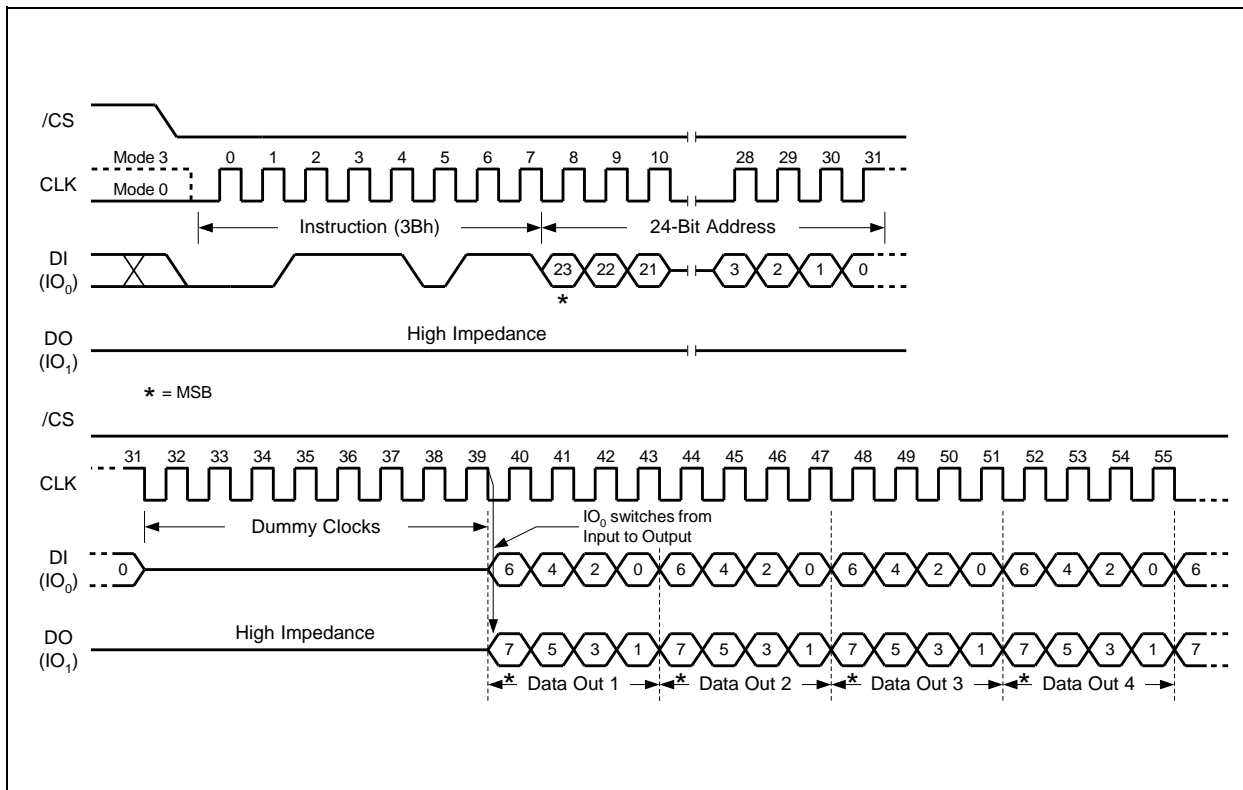 /CS
Mode 3
0 1 2 3 4 5 6 7 8 9 10 28 29 30 31
CLK
Mode 0
Instruction (3Bh) 24-Bit Address
DI
(IO0)
23 22 21 3 2 1 0
*
DO
(IO1)
High Impedance
* = MSB
/CS
31 32 33 34 35 36 37 38 39 40 41 42 43 44 45 46 47 48 49 50 51 52 53 54 55
CLK
Dummy Clocks
IO0 switches from
Input to Output
DI
(IO0)
0 6 4 2 0 6 4 2 0 6 4 2 0 6 4 2 0 6
DO
(IO1)
High Impedance
7 5 3 1 7 5 3 1 7 5 3 1 7 5 3 1 7
* Data Out 1 * Data Out 2 * Data Out 3 * Data Out 4